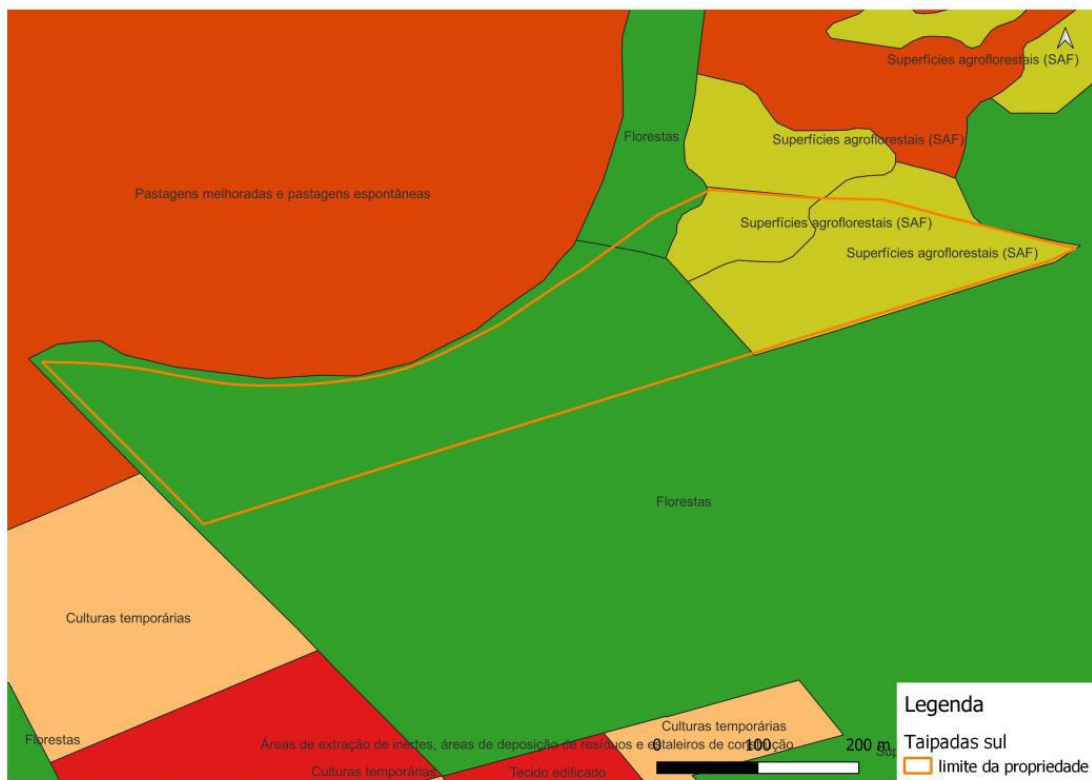 Superfícies agroflorestais (SAF)
Florestas
Superfícies agroflorestais (SAF)
Pastagens melhoradas e pastagens espontâneas
Superfícies agroflorestais (SAF)
Superfícies agroflorestais (SAF)
Florestas
Culturas temporárias
Legenda
Culturas temporárias
Taipadas sul
Florestas
Áreas de extração de inertes, áreas de deposição de resíduos e estaleiros de construção
0 100 200 m
Sup
limite da propriedade
Culturas temporárias
Tecido edificado